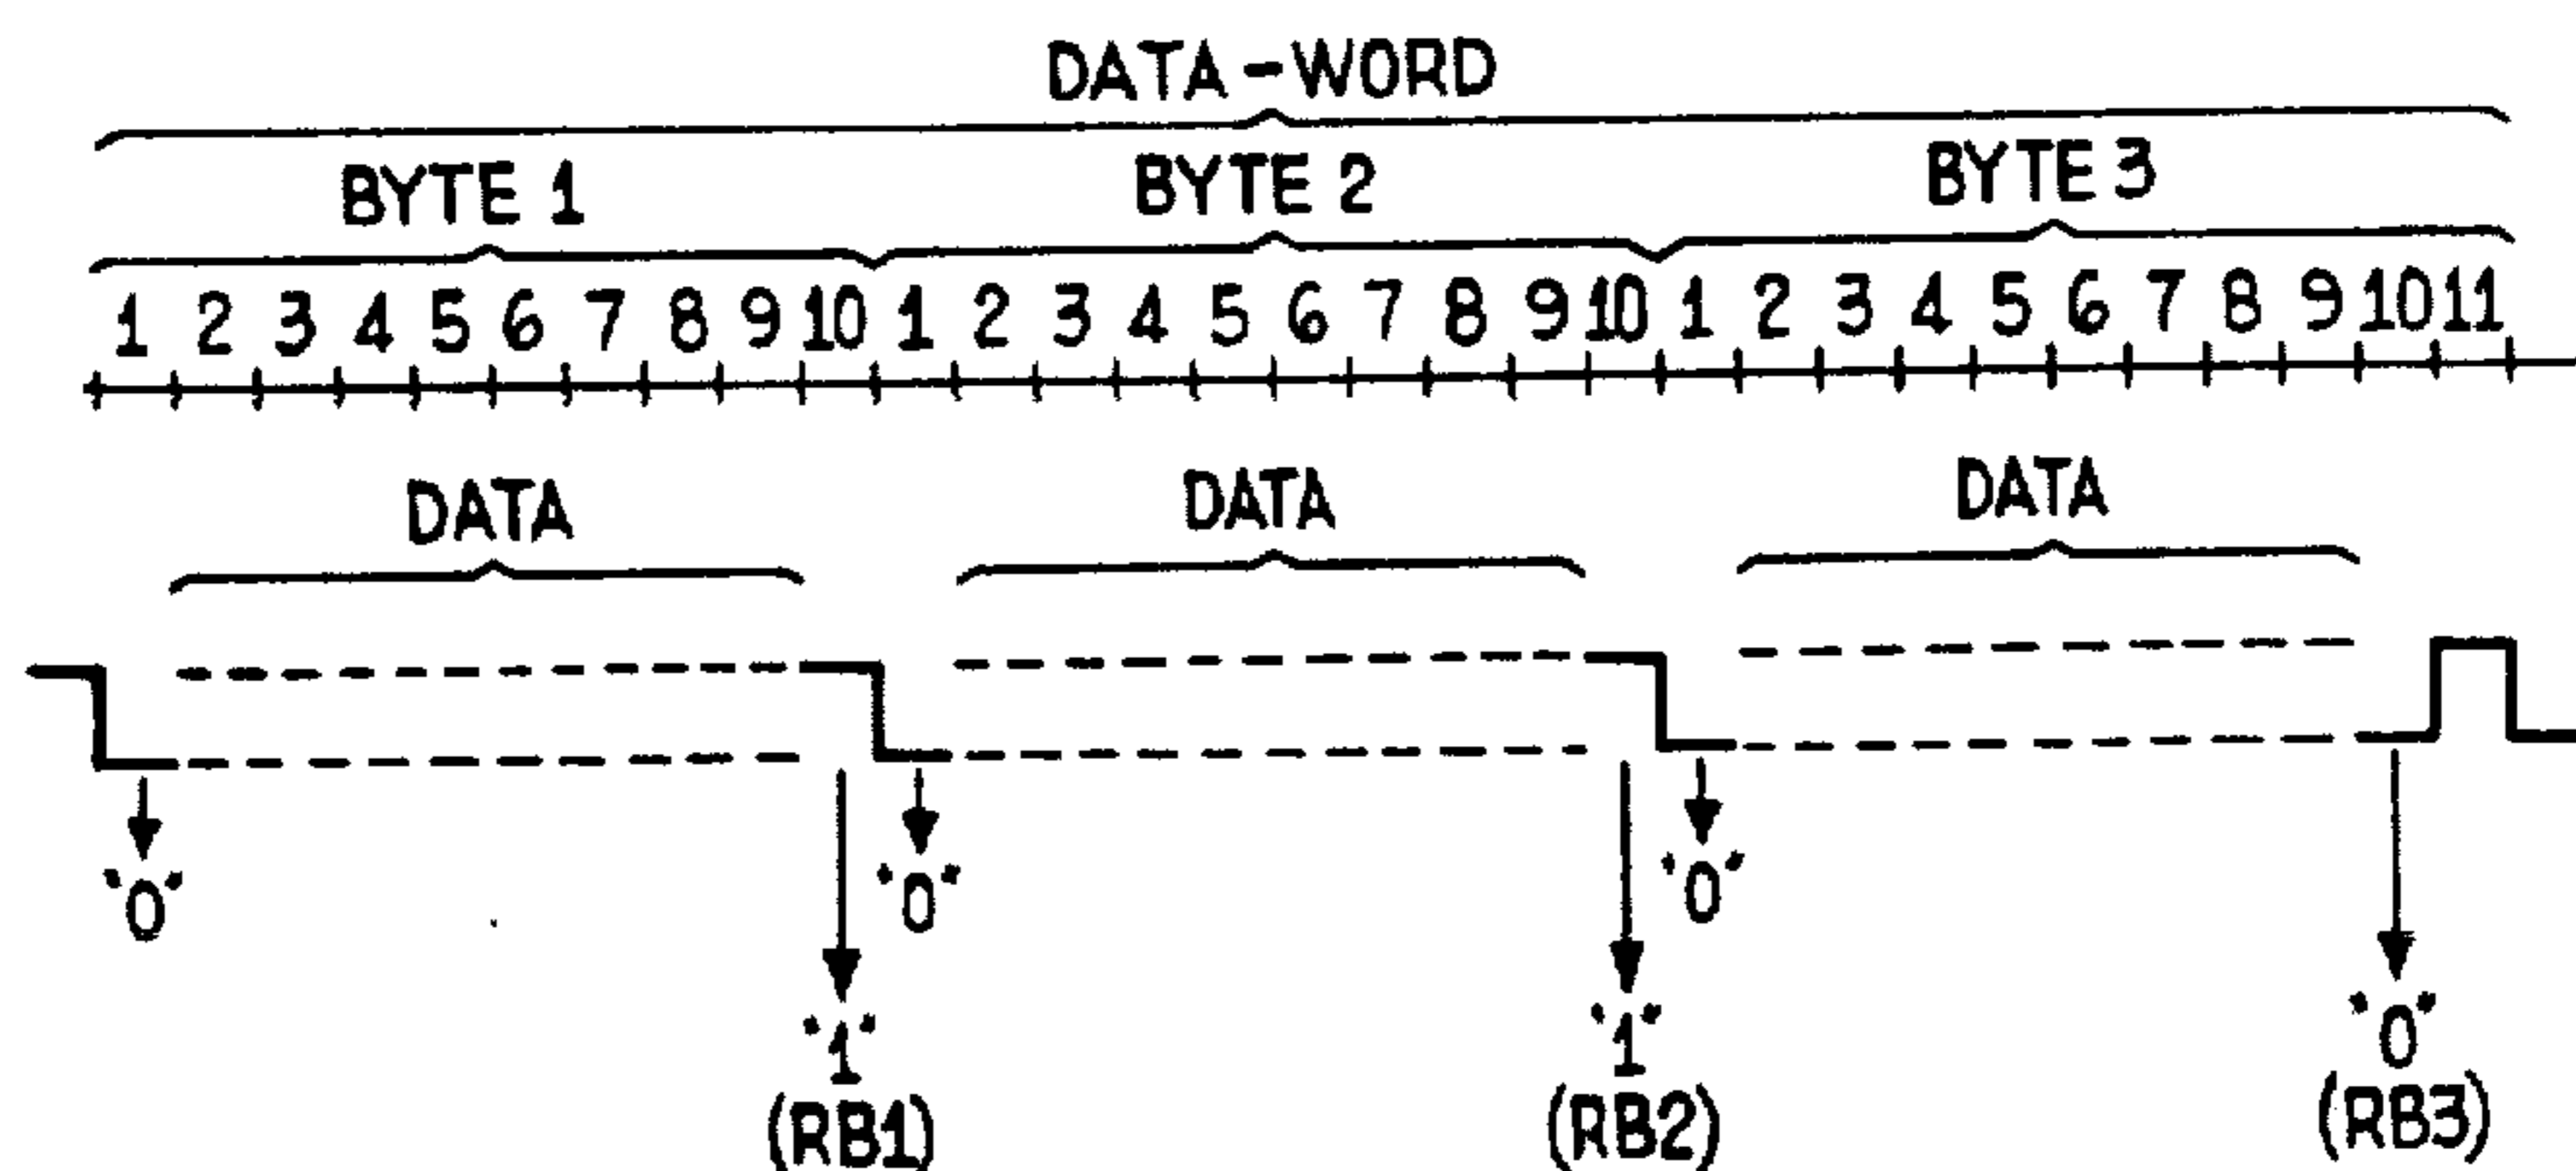 DATA-WORD
BYTE 1 BYTE 2 BYTE 3
1 2 3 4 5 6 7 8 9 10 1 2 3 4 5 6 7 8 9 10 1 2 3 4 5 6 7 8 9 10 11
DATA DATA DATA
"0" "0" "0"
"1" "1" "0"
(RB1) (RB2) (RB3)